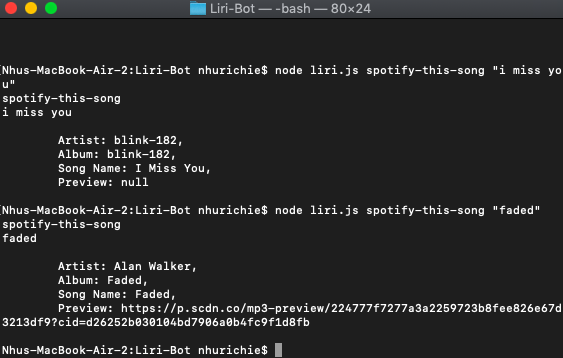 Liri-Bot — -bash — 80×24
[Nhus-MacBook-Air-2:Liri-Bot nhurichie$ node liri.js spotify-this-song "i miss yo
u"
spotify-this-song
i miss you
Artist: blink-182,
Album: blink-182,
Song Name: I Miss You,
Preview: null
[Nhus-MacBook-Air-2:Liri-Bot nhurichie$ node liri.js spotify-this-song "faded"
spotify-this-song
faded
Artist: Alan Walker,
Album: Faded,
Song Name: Faded,
Preview: https://p.scdn.co/mp3-preview/224777f7277a3a2259723b8fee826e67d
3213df9?cid=d26252b030104bd7906a0b4fc9f1d8fb
Nhus-MacBook-Air-2:Liri-Bot nhurichie$